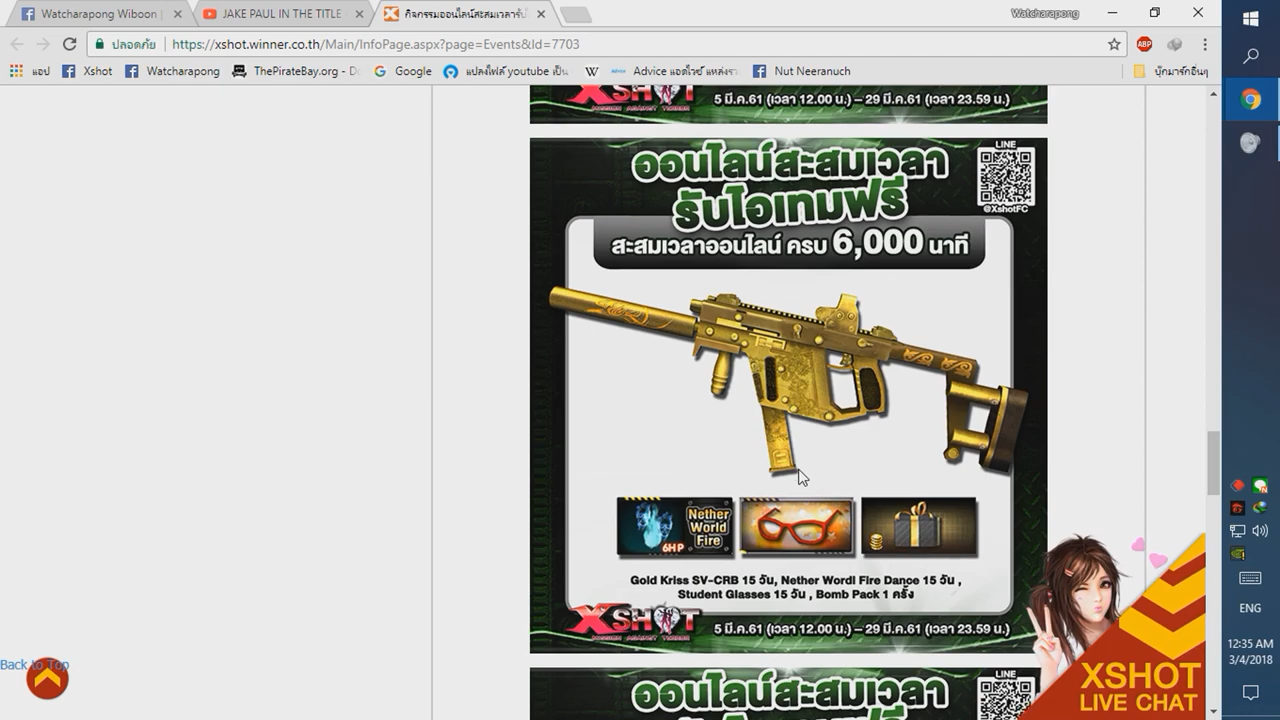 Watcharapong Wiboon
JAKE PAUL IN THE TITLE
กิจกรรมออนไลน์สะสมเวลารับ
Watcharapong
ปลอดภัย
https://xshot.winner.co.th/Main/InfoPage.aspx?page=Events&Id=7703
ABP
แอป
Xshot
Watcharapong
ThePirateBay.org - Do
Google
แปลงไฟล์ youtube เป็น
W
Advice แอดไวซ์ แหล่งรว
Nut Neeranuch
บุ๊กมาร์กอื่นๆ
XSHOT
MISSION AGAINST TERROR
5 มี.ค.61 (เวลา 12.00 น.) – 29 มี.ค.61 (เวลา 23.59 น.)
ออนไลน์สะสมเวลา
รับไอเทมฟรี
LINE
@XshotFC
สะสมเวลาออนไลน์ ครบ 6,000 นาที
Nether
World
Fire
6HP
Gold Kriss SV-CRB 15 วัน, Nether Wordl Fire Dance 15 วัน ,
Student Glasses 15 วัน , Bomb Pack 1 ครั้ง
XSHOT
MISSION AGAINST TERROR
5 มี.ค.61 (เวลา 12.00 น.) – 29 มี.ค.61 (เวลา 23.59 น.)
ออนไลน์สะสมเวลา
LINE
Back to Top
XSHOT
LIVE CHAT
ENG
12:35 AM
3/4/2018